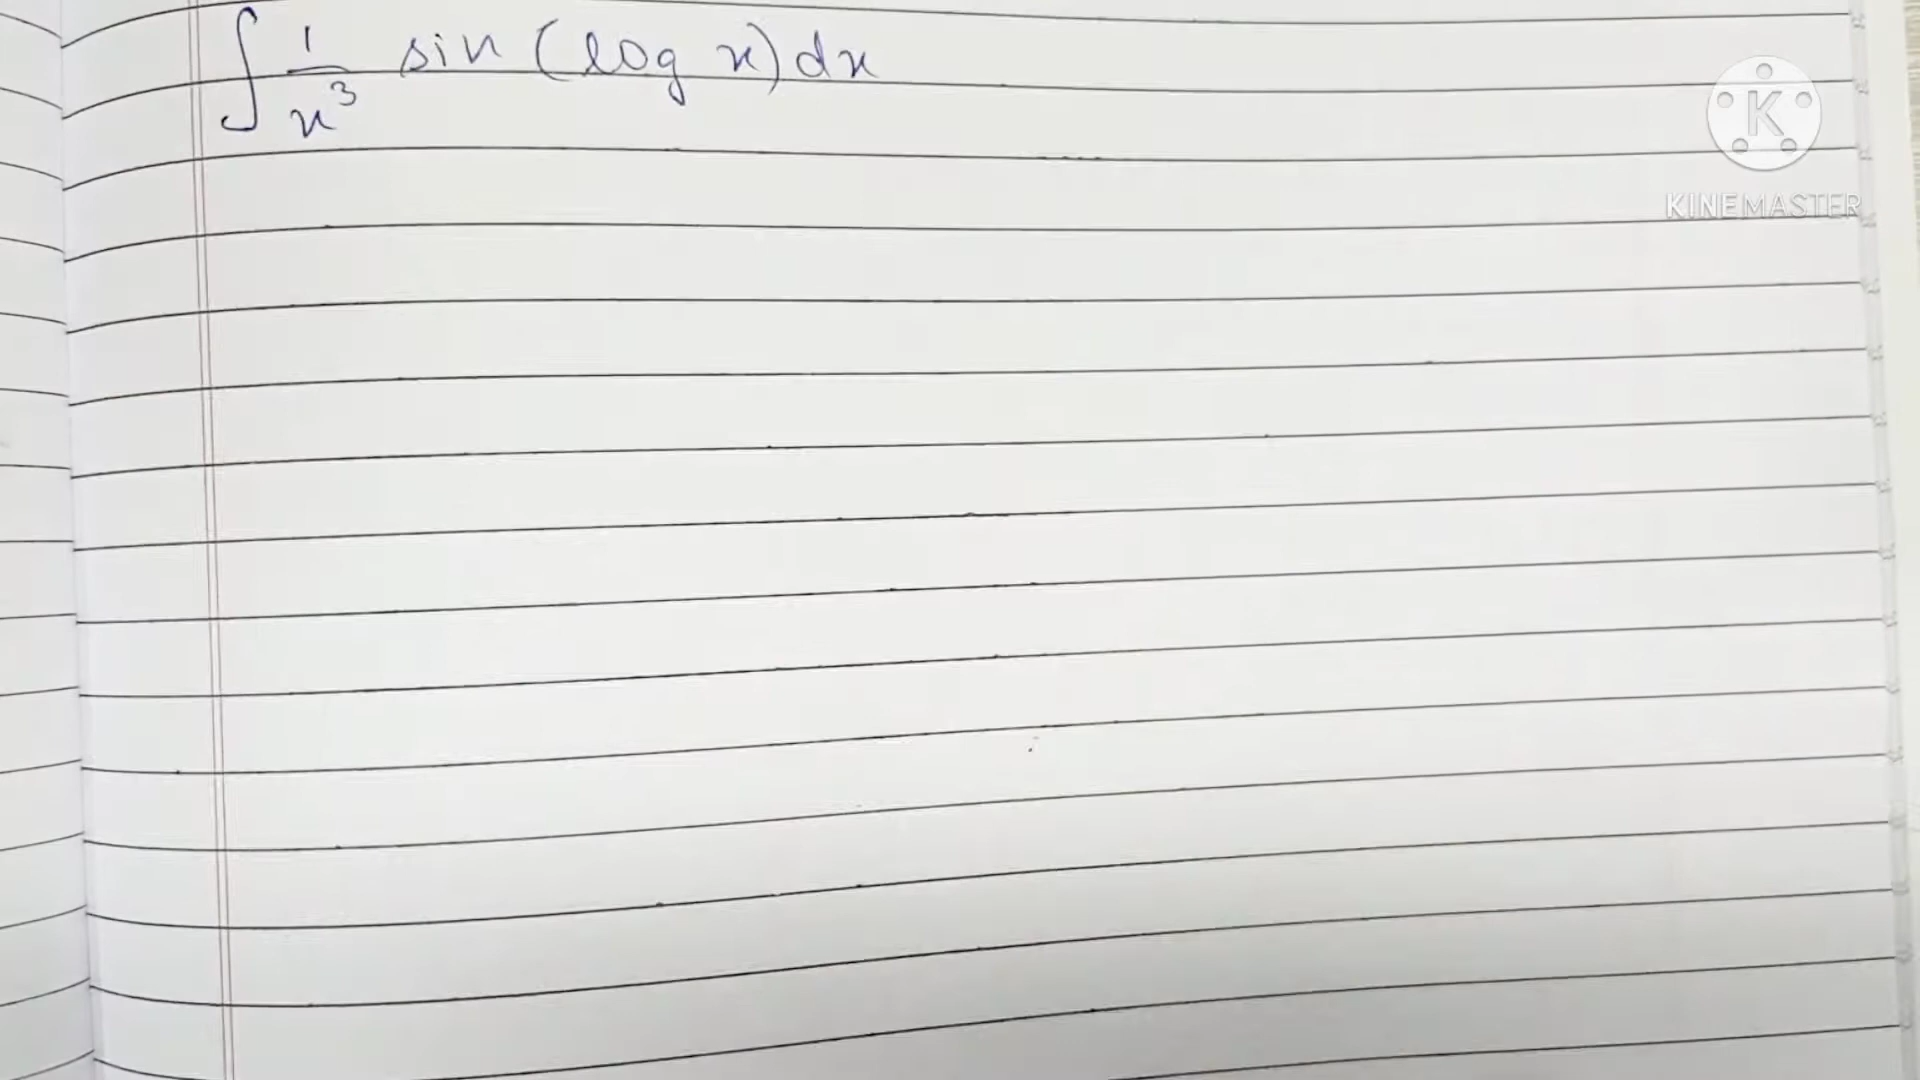 ∫ 1/x³ sin (log x) dx
K
KINEMASTER